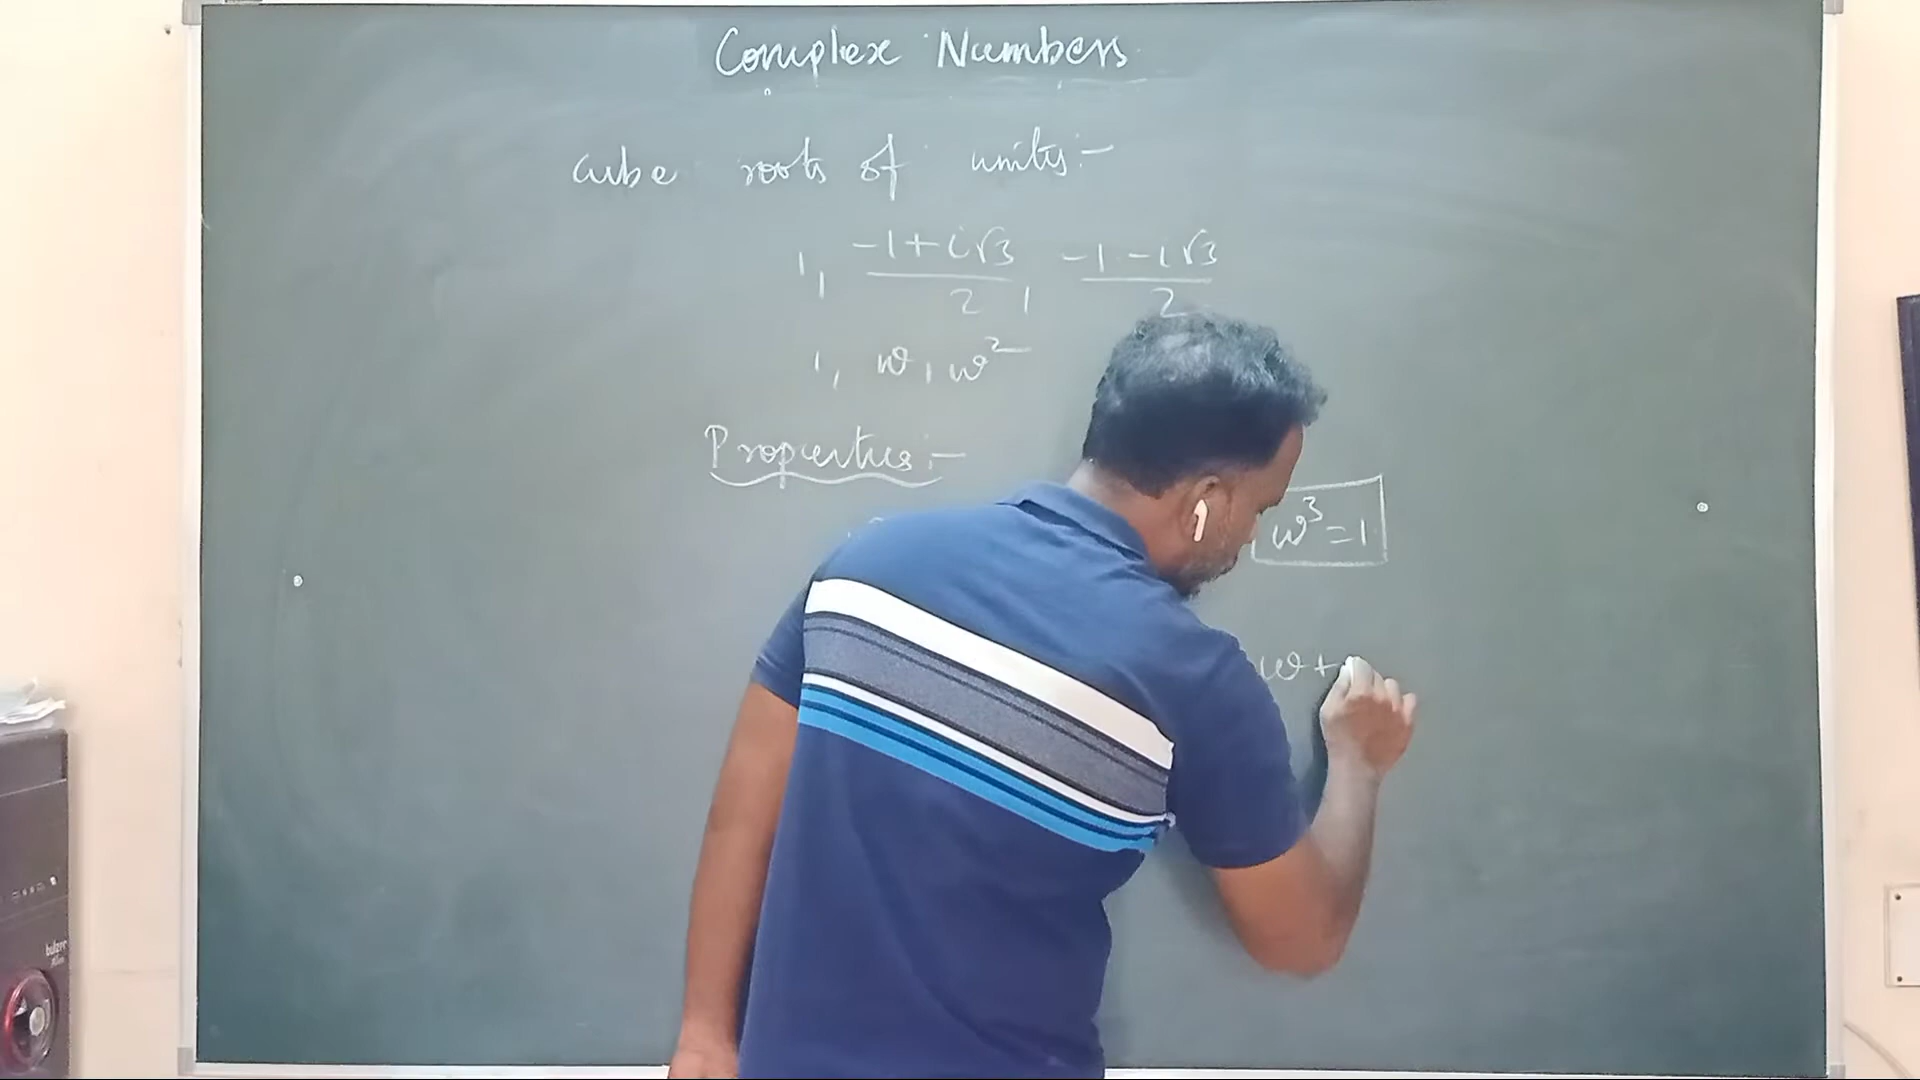 Complex Numbers
cube roots of unity:-
1, -1+i√3/2, -1-i√3/2
1, ω, ω²
Properties:-
ω³=1
ω+